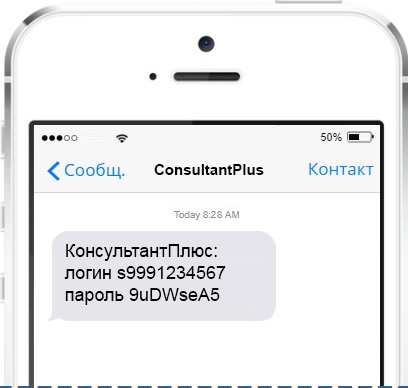 50%
Сообщ. ConsultantPlus Контакт
Today 8:28 AM
КонсультантПлюс:
логин s9991234567
пароль 9uDWseA5